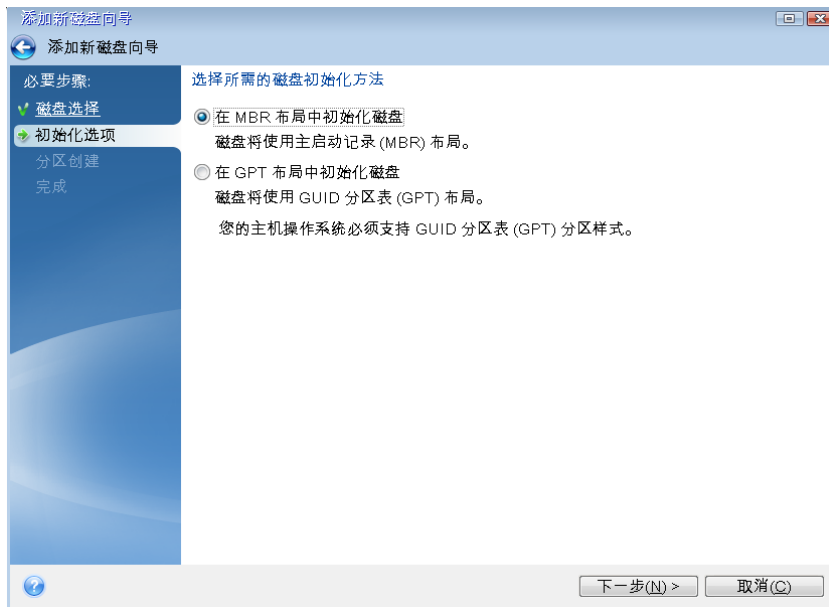 添加新磁盘向导
添加新磁盘向导
必要步骤:
磁盘选择
初始化选项
分区创建
完成
选择所需的磁盘初始化方法
在 MBR 布局中初始化磁盘
磁盘将使用主启动记录 (MBR) 布局。
在 GPT 布局中初始化磁盘
磁盘将使用 GUID 分区表 (GPT) 布局。
您的主机操作系统必须支持 GUID 分区表 (GPT) 分区样式。
下一步(N) >
取消(C)